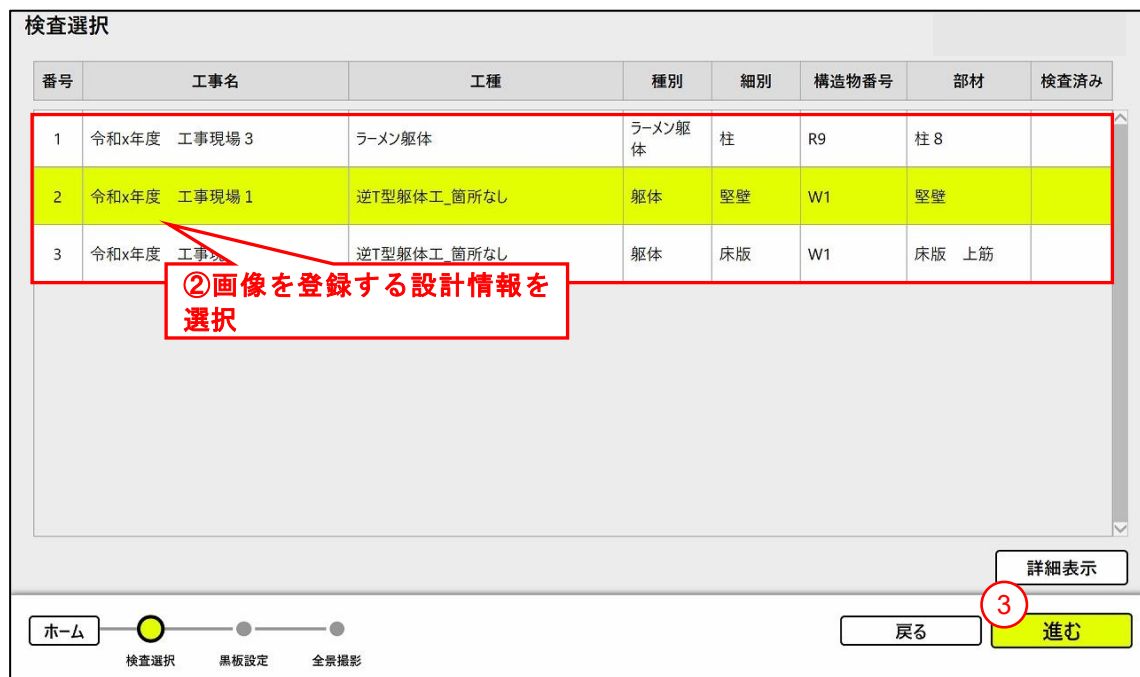 検査選択
番号 工事名 工種 種別 細別 構造物番号 部材 検査済み
1 令和x年度　工事現場３ ラーメン躯体 ラーメン躯体 柱 R9 柱８
2 令和x年度　工事現場１ 逆T型躯体工_箇所なし 躯体 堅壁 W1 堅壁
3 令和x年度　工事現 逆T型躯体工_箇所なし 躯体 床版 W1 床版　上筋
②画像を登録する設計情報を
選択
詳細表示
3
ホーム 戻る 進む
検査選択 黒板設定 全景撮影